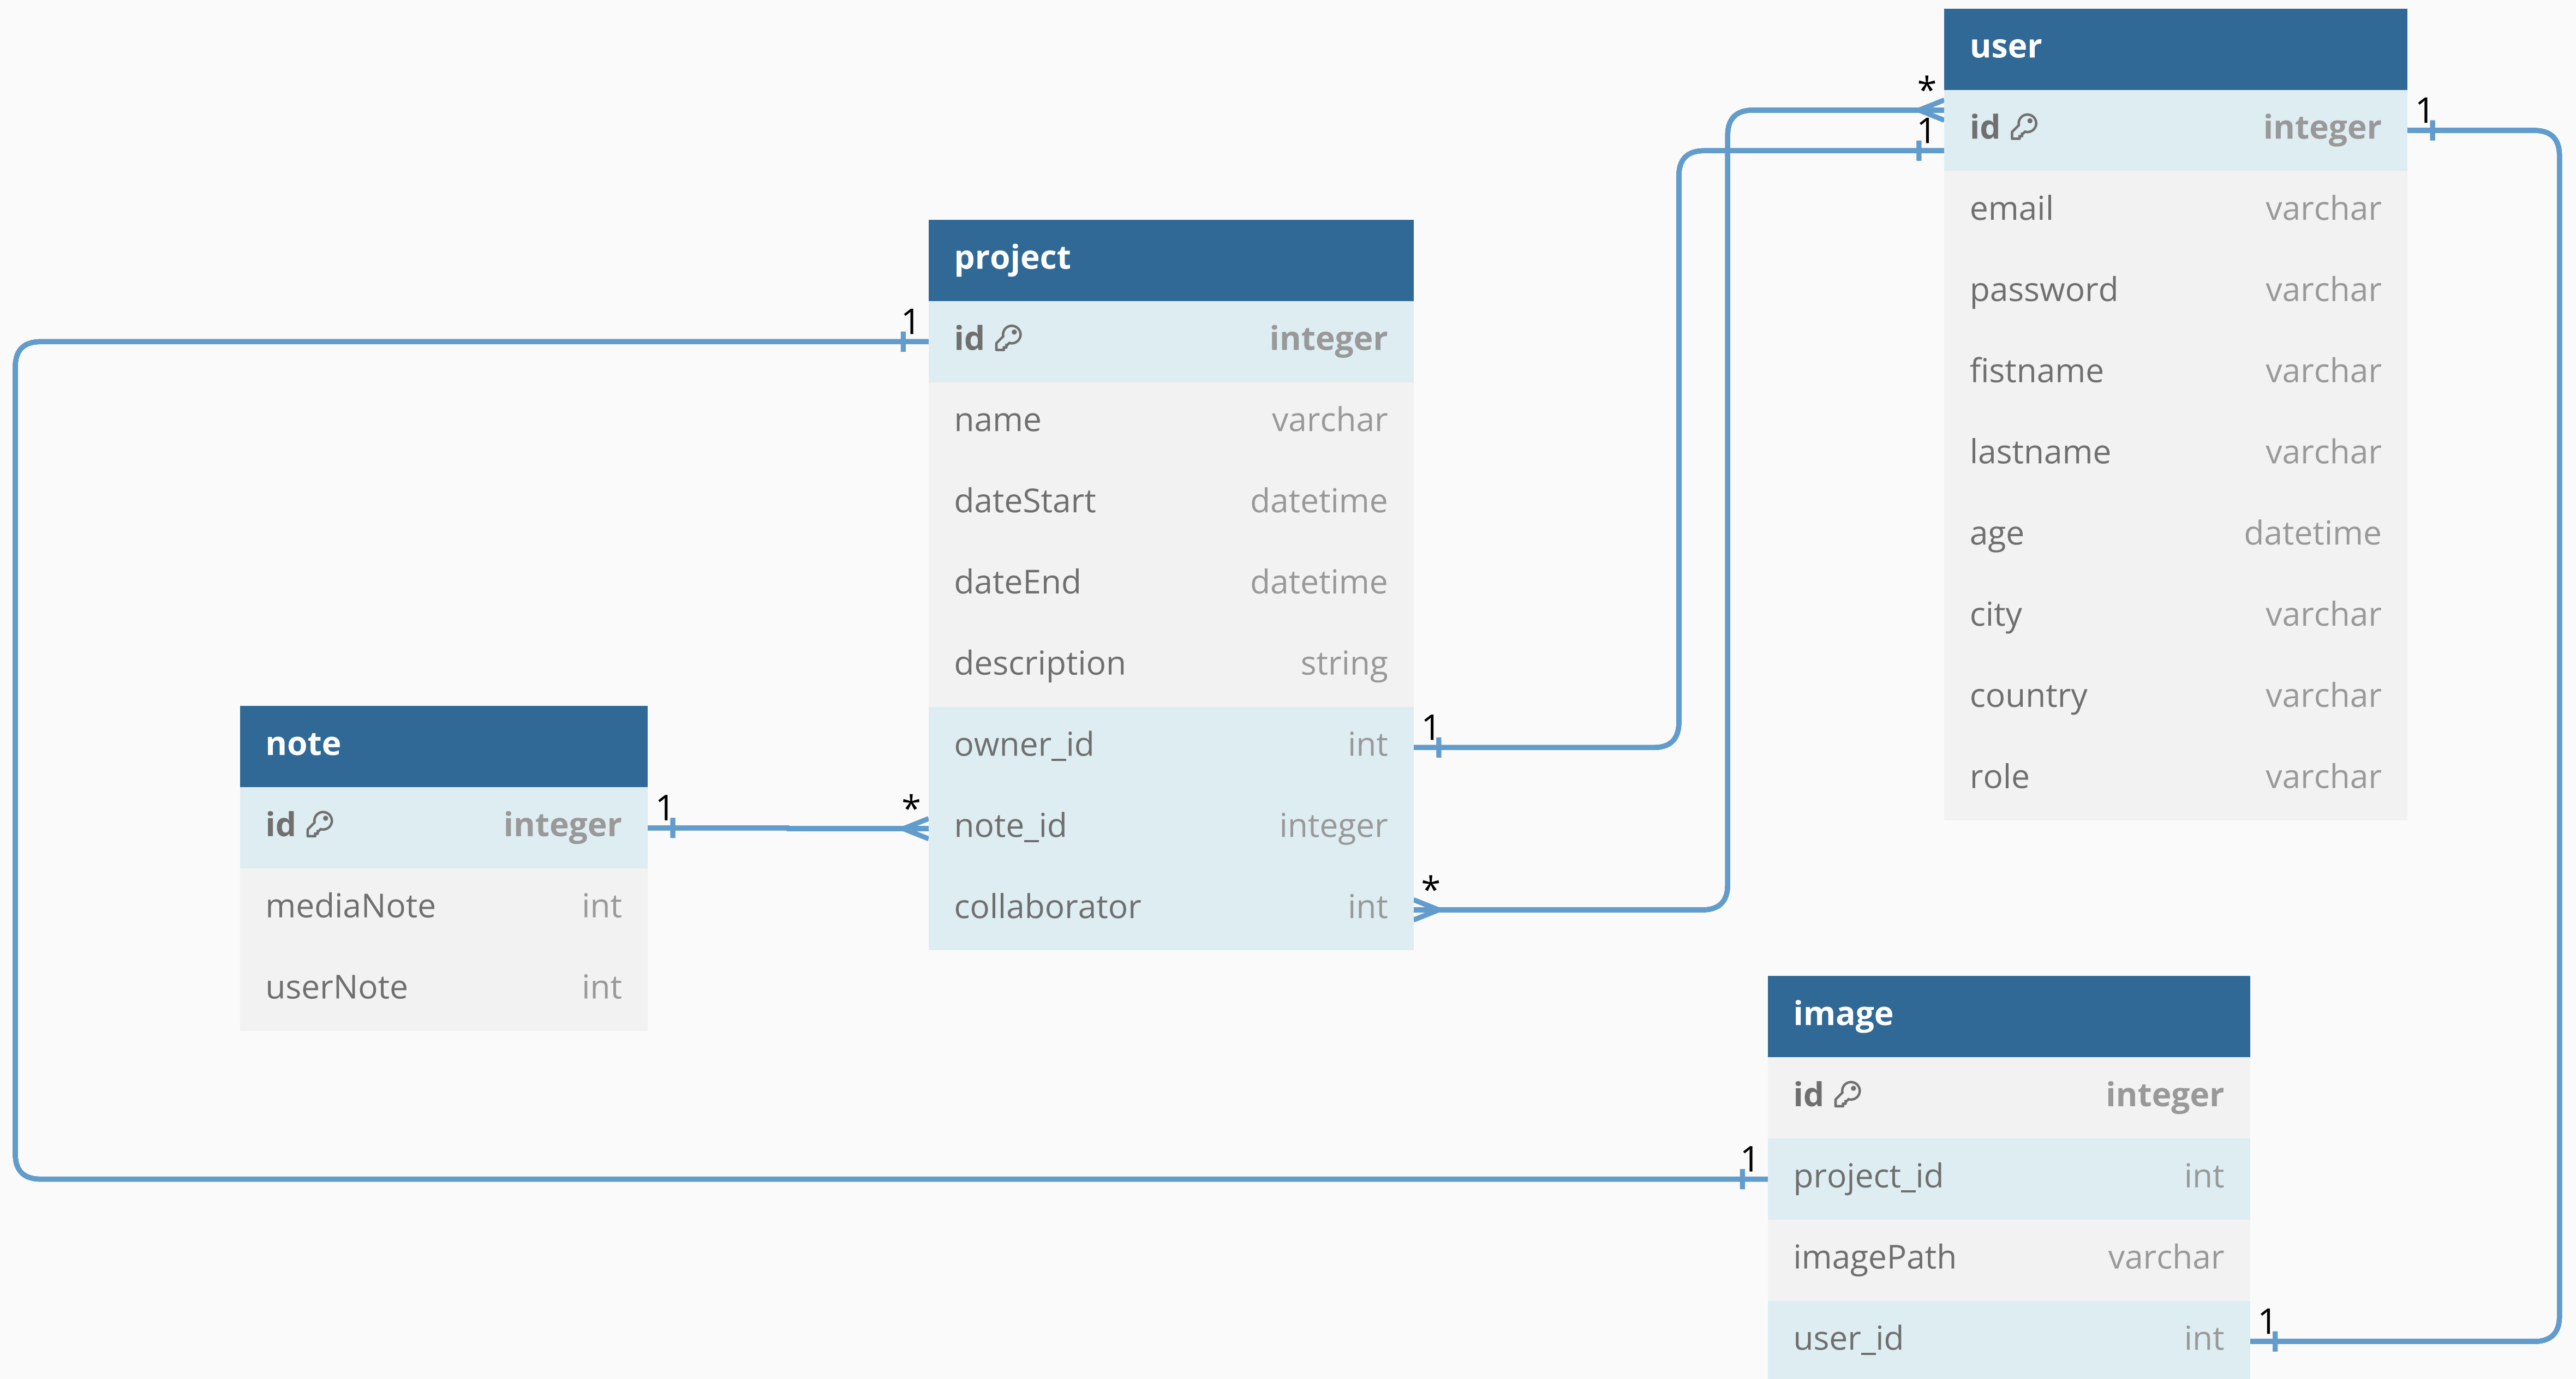 user
*
1
id integer
1
email varchar
password varchar
fistname varchar
lastname varchar
age datetime
city varchar
country varchar
role varchar
project
1
id integer
name varchar
dateStart datetime
dateEnd datetime
description string
owner_id int
1
*
note_id integer
collaborator int
*
note
id integer
1
mediaNote int
userNote int
image
id integer
1
project_id int
imagePath varchar
user_id int
1